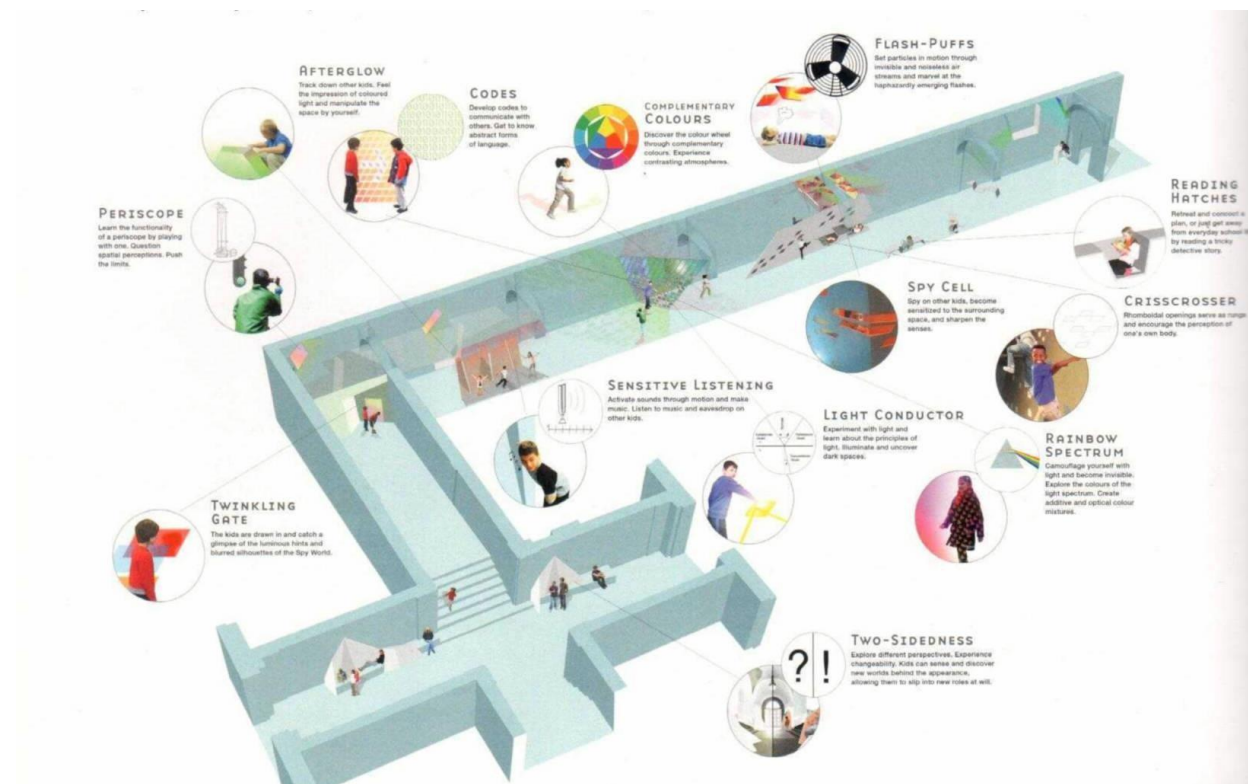 FLASH-PUFFS
Set particles in motion through
invisible and noiseless air
streams and marvel at the
haphazardly emerging flashes.
AFTERGLOW
Track down other kids. Feel
the impression of coloured
light and manipulate the
space by yourself.
CODES
Develop codes to
communicate with
others. Get to know
abstract forms
of language.
COMPLEMENTARY
COLOURS
Discover the colour wheel
through complementary
colours. Experience
contrasting atmospheres.
READING
HATCHES
Retreat and connect a
plan, or just get away
from everyday school
by reading a tricky
detective story.
PERISCOPE
Learn the functionality
of a periscope by playing
with one. Question
spatial perceptions. Push
the limits.
SPY CELL
Spy on other kids, become
sensitized to the surrounding
space, and sharpen the
senses.
CRISSCROSSER
Rhomboidal openings serve as rungs
and encourage the perception of
one's own body.
SENSITIVE LISTENING
Activate sounds through motion and make
music. Listen to music and eavesdrop on
other kids.
LIGHT CONDUCTOR
Experiment with light and
learn about the principles of
light. Illuminate and uncover
dark spaces.
RAINBOW
SPECTRUM
Camouflage yourself with
light and become invisible.
Explore the colours of the
light spectrum. Create
additive and optical colour
mixtures.
TWINKLING
GATE
The kids are drawn in and catch a
glimpse of the luminous hints and
blurred silhouettes of the Spy World.
TWO-SIDEDNESS
Explore different perspectives. Experience
changeability. Kids can sense and discover
new worlds behind the appearance,
allowing them to slip into new roles at will.
? !